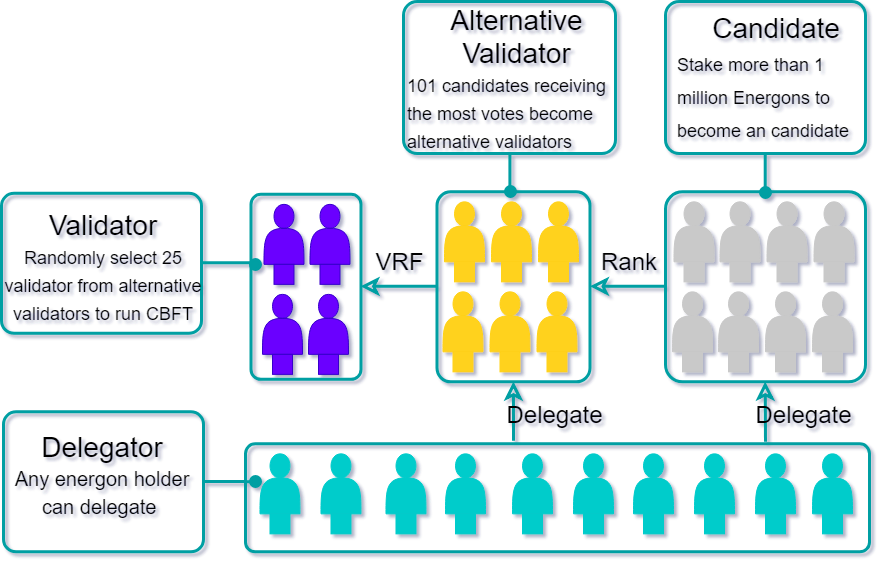 Alternative
Validator
101 candidates receiving
the most votes become
alternative validators
Candidate
Stake more than 1
million Energons to
become an candidate
Validator
Randomly select 25
validator from alternative
validators to run CBFT
VRF
Rank
Delegate
Delegate
Delegator
Any energon holder
can delegate